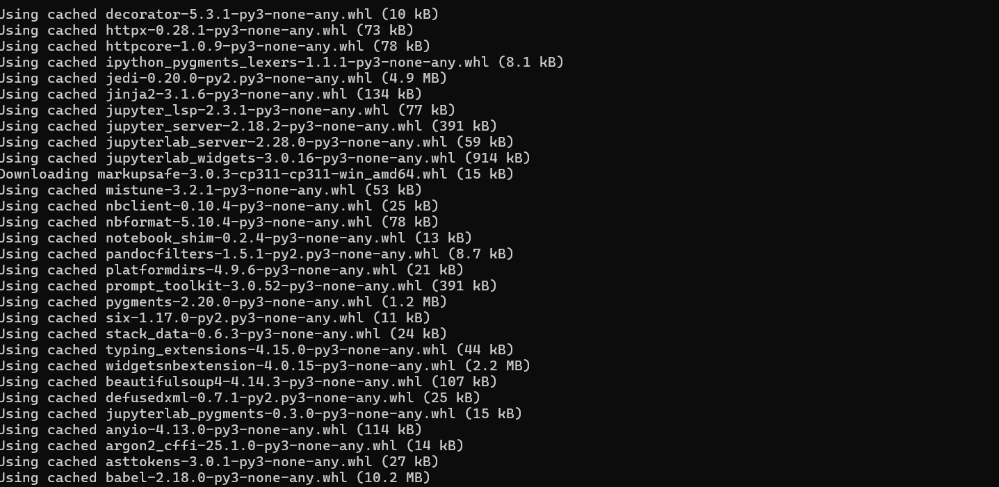 Using cached decorator-5.3.1-py3-none-any.whl (10 kB)
Using cached httpx-0.28.1-py3-none-any.whl (73 kB)
Using cached httpcore-1.0.9-py3-none-any.whl (78 kB)
Using cached ipython_pygments_lexers-1.1.1-py3-none-any.whl (8.1 kB)
Using cached jedi-0.20.0-py2.py3-none-any.whl (4.9 MB)
Using cached jinja2-3.1.6-py3-none-any.whl (134 kB)
Using cached jupyter_lsp-2.3.1-py3-none-any.whl (77 kB)
Using cached jupyter_server-2.18.2-py3-none-any.whl (391 kB)
Using cached jupyterlab_server-2.28.0-py3-none-any.whl (59 kB)
Using cached jupyterlab_widgets-3.0.16-py3-none-any.whl (914 kB)
Downloading markupsafe-3.0.3-cp311-cp311-win_amd64.whl (15 kB)
Using cached mistune-3.2.1-py3-none-any.whl (53 kB)
Using cached nbclient-0.10.4-py3-none-any.whl (25 kB)
Using cached nbformat-5.10.4-py3-none-any.whl (78 kB)
Using cached notebook_shim-0.2.4-py3-none-any.whl (13 kB)
Using cached pandocfilters-1.5.1-py2.py3-none-any.whl (8.7 kB)
Using cached platformdirs-4.9.6-py3-none-any.whl (21 kB)
Using cached prompt_toolkit-3.0.52-py3-none-any.whl (391 kB)
Using cached pygments-2.20.0-py3-none-any.whl (1.2 MB)
Using cached six-1.17.0-py2.py3-none-any.whl (11 kB)
Using cached stack_data-0.6.3-py3-none-any.whl (24 kB)
Using cached typing_extensions-4.15.0-py3-none-any.whl (44 kB)
Using cached widgetsnbextension-4.0.15-py3-none-any.whl (2.2 MB)
Using cached beautifulsoup4-4.14.3-py3-none-any.whl (107 kB)
Using cached defusedxml-0.7.1-py2.py3-none-any.whl (25 kB)
Using cached jupyterlab_pygments-0.3.0-py3-none-any.whl (15 kB)
Using cached anyio-4.13.0-py3-none-any.whl (114 kB)
Using cached argon2_cffi-25.1.0-py3-none-any.whl (14 kB)
Using cached asttokens-3.0.1-py3-none-any.whl (27 kB)
Using cached babel-2.18.0-py3-none-any.whl (10.2 MB)